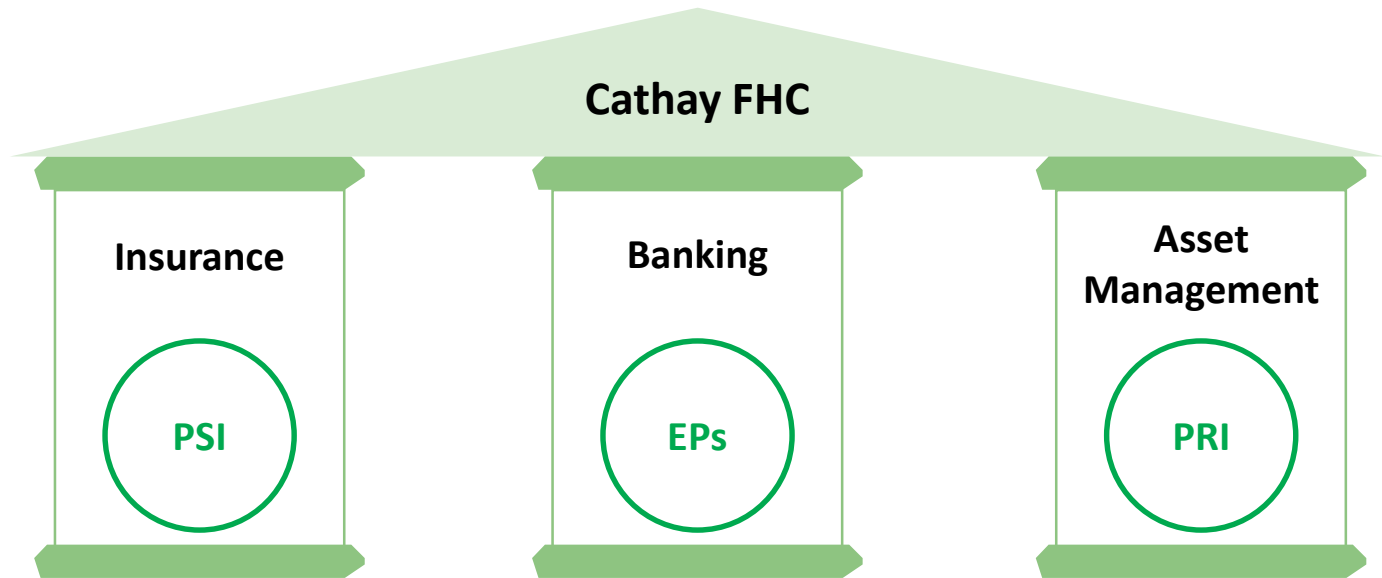 Cathay FHC
Insurance
Banking
Asset
Management
PSI
EPs
PRI